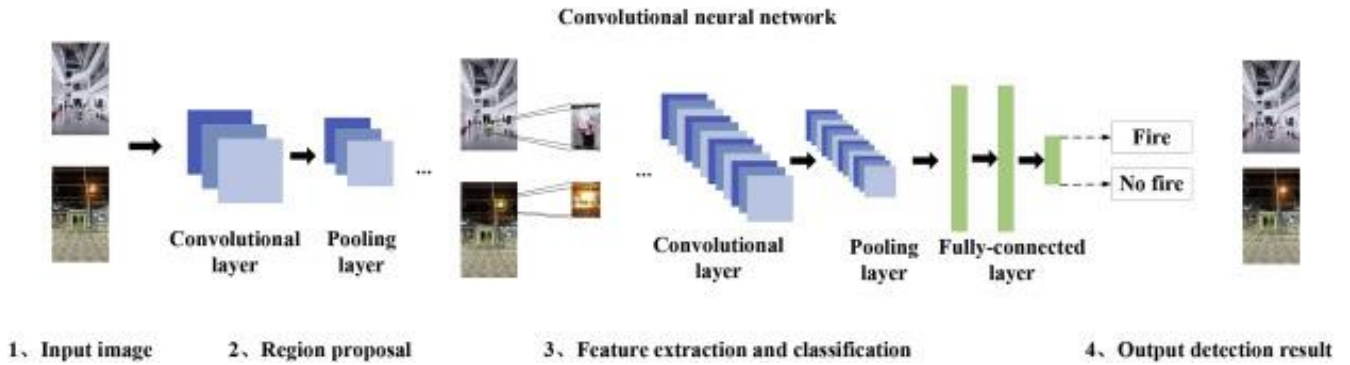 Convolutional neural network
...
...
Fire
No fire
Convolutional
layer
Pooling
layer
Convolutional
layer
Pooling
layer
Fully-connected
layer
1、Input image
2、Region proposal
3、Feature extraction and classification
4、Output detection result